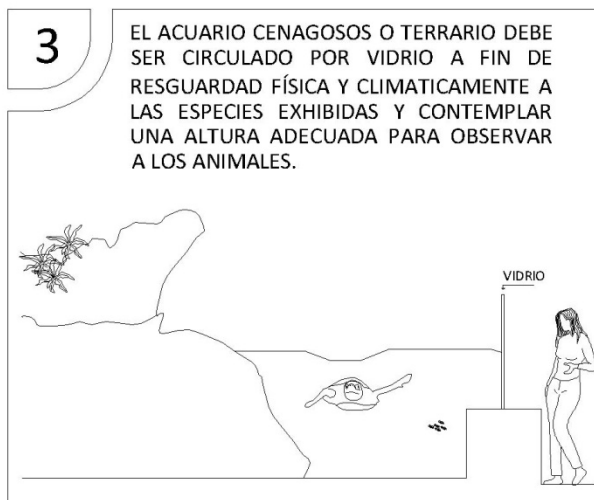 3
EL ACUARIO CENAGOSOS O TERRARIO DEBE
SER CIRCULADO POR VIDRIO A FIN DE
RESGUARDAD FÍSICA Y CLIMATICAMENTE A
LAS ESPECIES EXHIBIDAS Y CONTEMPLAR
UNA ALTURA ADECUADA PARA OBSERVAR
A LOS ANIMALES.
VIDRIO